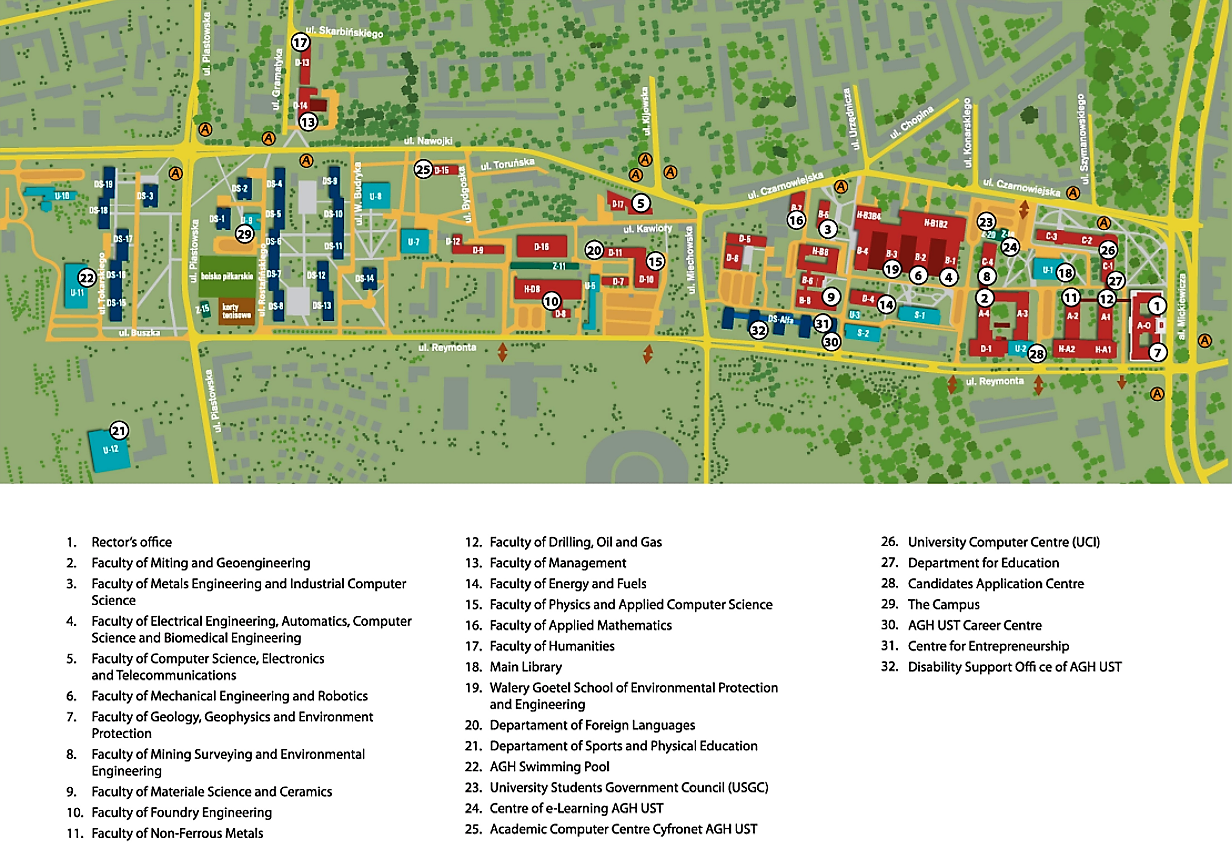 ul. Skarbińskiego
17
D-13
ul. Piastowska
ul. Gramatyka
D-14
13
A
A
ul. Kijowska
ul. Urzędnicza
ul. Chopina
ul. Konarskiego
ul. Szymanowskiego
ul. Nawojki
A
A
A
A
25
D-15
ul. Toruńska
ul. Bydgoska
A
ul. Czarnowiejska
ul. Czarnowiejska
A
DS-19
DS-3
U-10
DS-18
DS-2
DS-4
DS-9
ul. W. Budryka
U-8
D-17
5
B-7
16
B-6
3
H-B3B4
H-B1B2
23
A
DS-1
DS-5
DS-10
29
ul. Kawiory
DS-17
ul. Piastowska
DS-6
DS-11
U-7
D-12
D-9
D-16
20
D-11
15
ul. Miechowska
D-5
D-6
H-B8
B-4
B-3
B-2
B-1
19
6
4
24
C-3
C-2
26
22
U-11
ul. Tokarskiego
DS-16
boisko piłkarskie
ul. Rostafińskiego
DS-7
DS-12
DS-14
Z-11
H-D8
10
U-5
D-7
D-10
B-6
9
C-4
8
U-1
18
C-1
27
DS-15
Z-15
korty
tenisowe
DS-8
DS-13
D-8
B-8
D-4
14
2
11
12
1
ul. Buszka
DS-Alfa
32
31
30
U-3
S-1
S-2
A-4
A-3
A-2
A-1
A-0
al. Mickiewicza
ul. Reymonta
D-1
U-2
28
H-A2
H-A1
7
A
ul. Reymonta
A
ul. Piastowska
21
U-12
1. Rector's office
2. Faculty of Miting and Geoengineering
3. Faculty of Metals Engineering and Industrial Computer
Science
4. Faculty of Electrical Engineering, Automatics, Computer
Science and Biomedical Engineering
5. Faculty of Computer Science, Electronics
and Telecommunications
6. Faculty of Mechanical Engineering and Robotics
7. Faculty of Geology, Geophysics and Environment
Protection
8. Faculty of Mining Surveying and Environmental
Engineering
9. Faculty of Materiale Science and Ceramics
10. Faculty of Foundry Engineering
11. Faculty of Non-Ferrous Metals
12. Faculty of Drilling, Oil and Gas
13. Faculty of Management
14. Faculty of Energy and Fuels
15. Faculty of Physics and Applied Computer Science
16. Faculty of Applied Mathematics
17. Faculty of Humanities
18. Main Library
19. Walery Goetel School of Environmental Protection
and Engineering
20. Departament of Foreign Languages
21. Departament of Sports and Physical Education
22. AGH Swimming Pool
23. University Students Government Council (USGC)
24. Centre of e-Learning AGH UST
25. Academic Computer Centre Cyfronet AGH UST
26. University Computer Centre (UCI)
27. Department for Education
28. Candidates Application Centre
29. The Campus
30. AGH UST Career Centre
31. Centre for Entrepreneurship
32. Disability Support Office of AGH UST